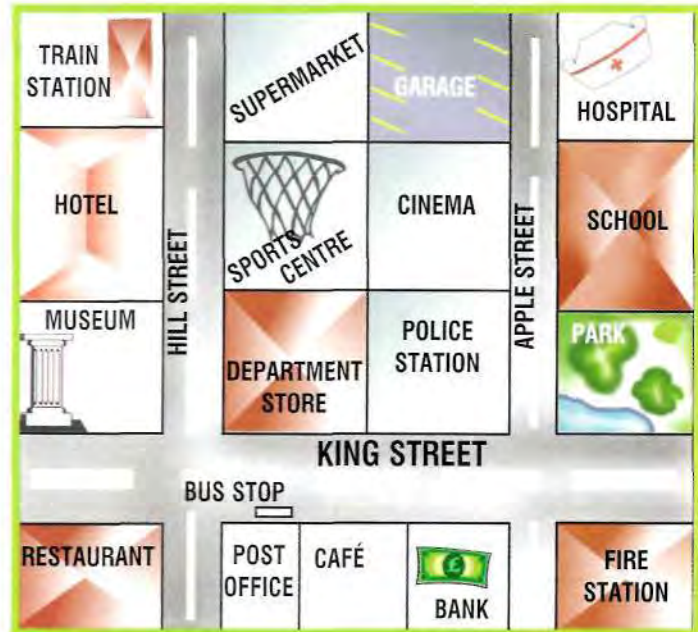 TRAIN
STATION
SUPERMARKET
GARAGE
HOSPITAL
HOTEL
HILL STREET
SPORTS
CENTRE
CINEMA
APPLE STREET
SCHOOL
MUSEUM
DEPARTMENT
STORE
POLICE
STATION
PARK
KING STREET
BUS STOP
RESTAURANT
POST
OFFICE
CAFÉ
£
BANK
FIRE
STATION